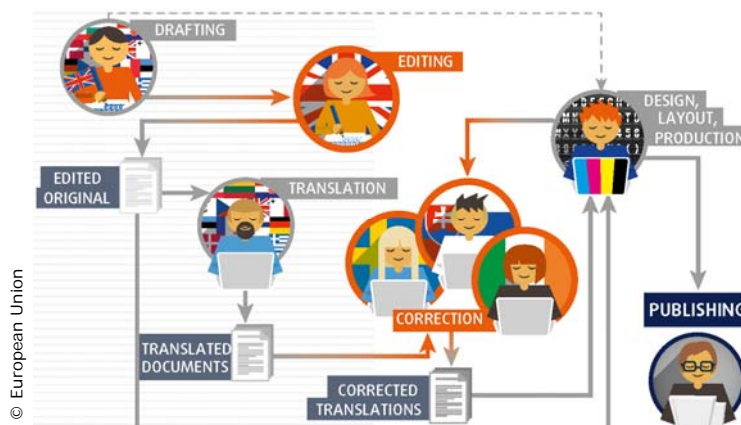 DRAFTING
EDITING
DESIGN,
LAYOUT,
PRODUCTION
EDITED
ORIGINAL
TRANSLATION
CORRECTION
PUBLISHING
TRANSLATED
DOCUMENTS
CORRECTED
TRANSLATIONS
© European Union